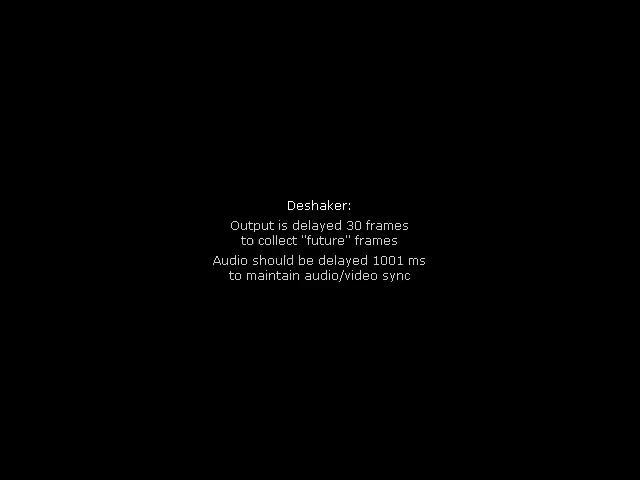 Deshaker:
Output is delayed 30 frames
to collect "future" frames
Audio should be delayed 1001 ms
to maintain audio/video sync